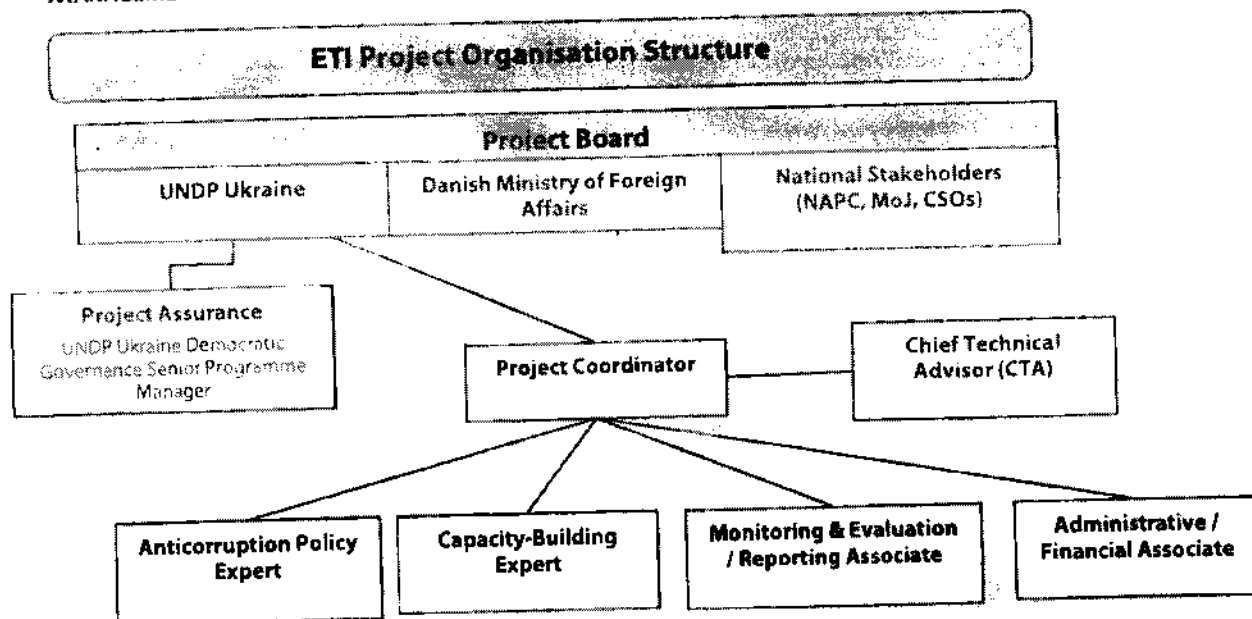 ETI Project Organisation Structure
Project Board
UNDP Ukraine
Danish Ministry of Foreign
Affairs
National Stakeholders
(NAPC, MoJ, CSOs)
Project Assurance
UNDP Ukraine Democratic
Governance Senior Programme
Manager
Project Coordinator
Chief Technical
Advisor (CTA)
Anticorruption Policy
Expert
Capacity-Building
Expert
Monitoring & Evaluation
/ Reporting Associate
Administrative /
Financial Associate